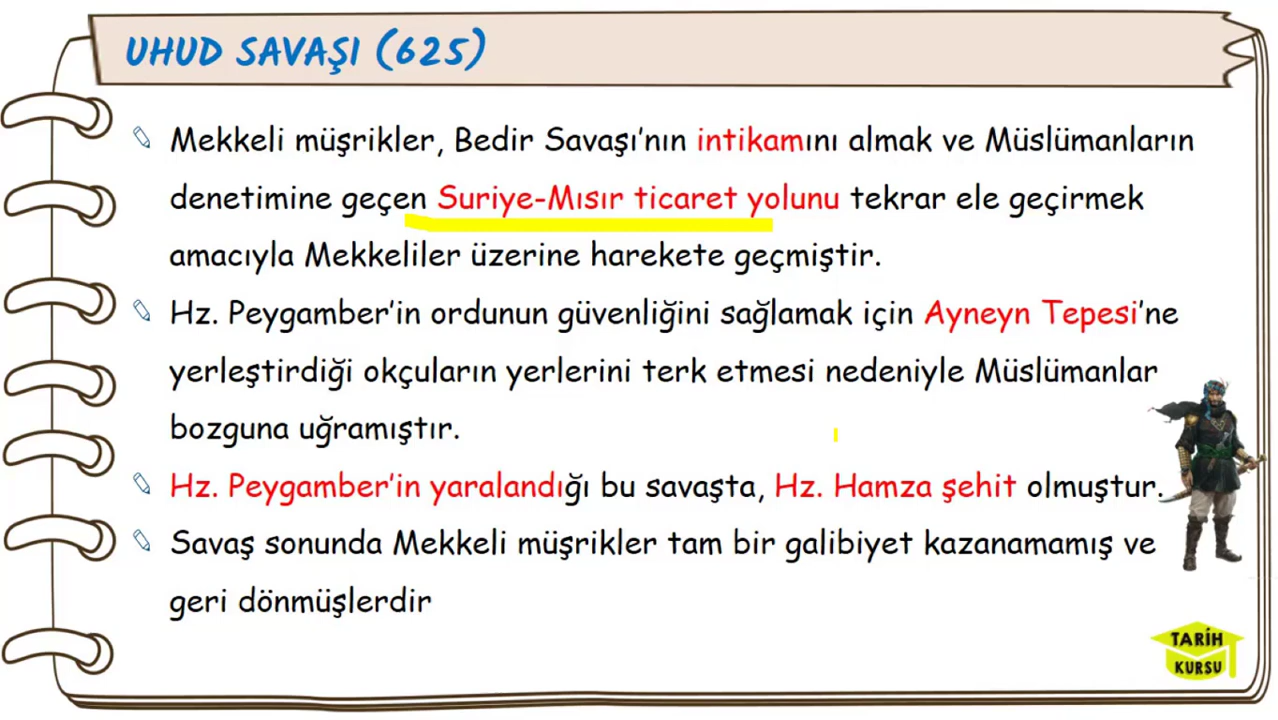 UHUD SAVAŞI (625)
Mekkeli müşrikler, Bedir Savaşı’nın intikamını almak ve Müslümanların
denetimine geçen Suriye-Mısır ticaret yolunu tekrar ele geçirmek
amacıyla Mekkeliler üzerine harekete geçmiştir.
Hz. Peygamber’in ordunun güvenliğini sağlamak için Ayneyn Tepesi’ne
yerleştirdiği okçuların yerlerini terk etmesi nedeniyle Müslümanlar
bozguna uğramıştır.
Hz. Peygamber’in yaralandığı bu savaşta, Hz. Hamza şehit olmuştur.
Savaş sonunda Mekkeli müşrikler tam bir galibiyet kazanamamış ve
geri dönmüşlerdir
TARİH
KURSU